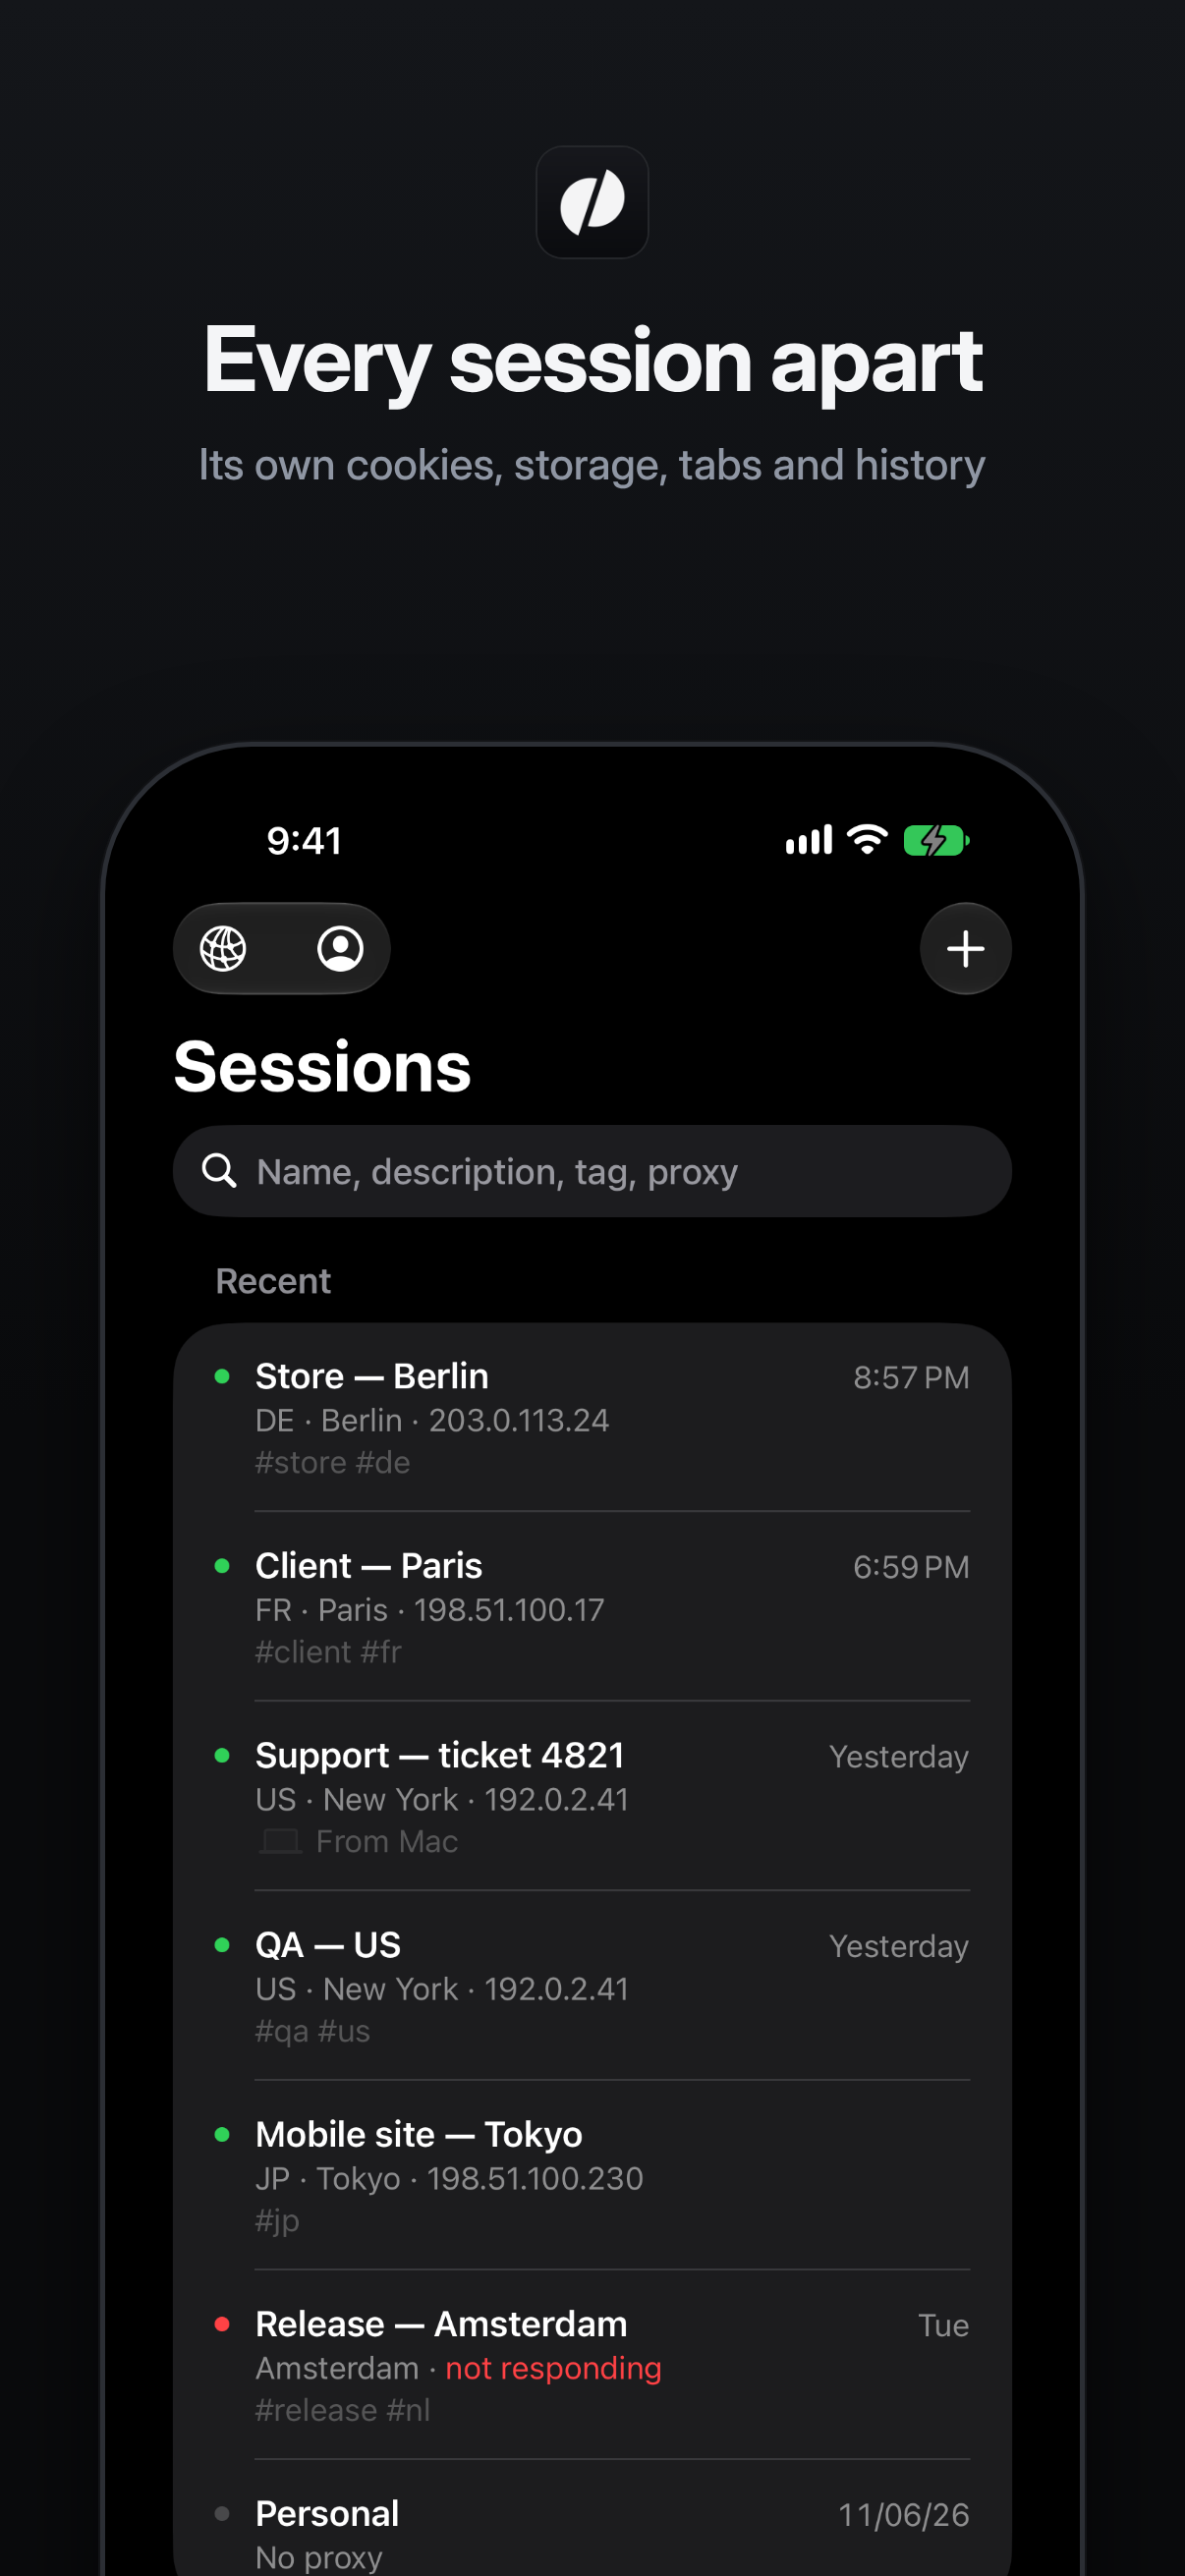 Every session apart
Its own cookies, storage, tabs and history
9:41
Sessions
Name, description, tag, proxy
Recent
Store — Berlin 8:57 PM
DE · Berlin · 203.0.113.24
#store #de
Client — Paris 6:59 PM
FR · Paris · 198.51.100.17
#client #fr
Support — ticket 4821 Yesterday
US · New York · 192.0.2.41
From Mac
QA — US Yesterday
US · New York · 192.0.2.41
#qa #us
Mobile site — Tokyo
JP · Tokyo · 198.51.100.230
#jp
Release — Amsterdam Tue
Amsterdam · not responding
#release #nl
Personal 11/06/26
No proxy